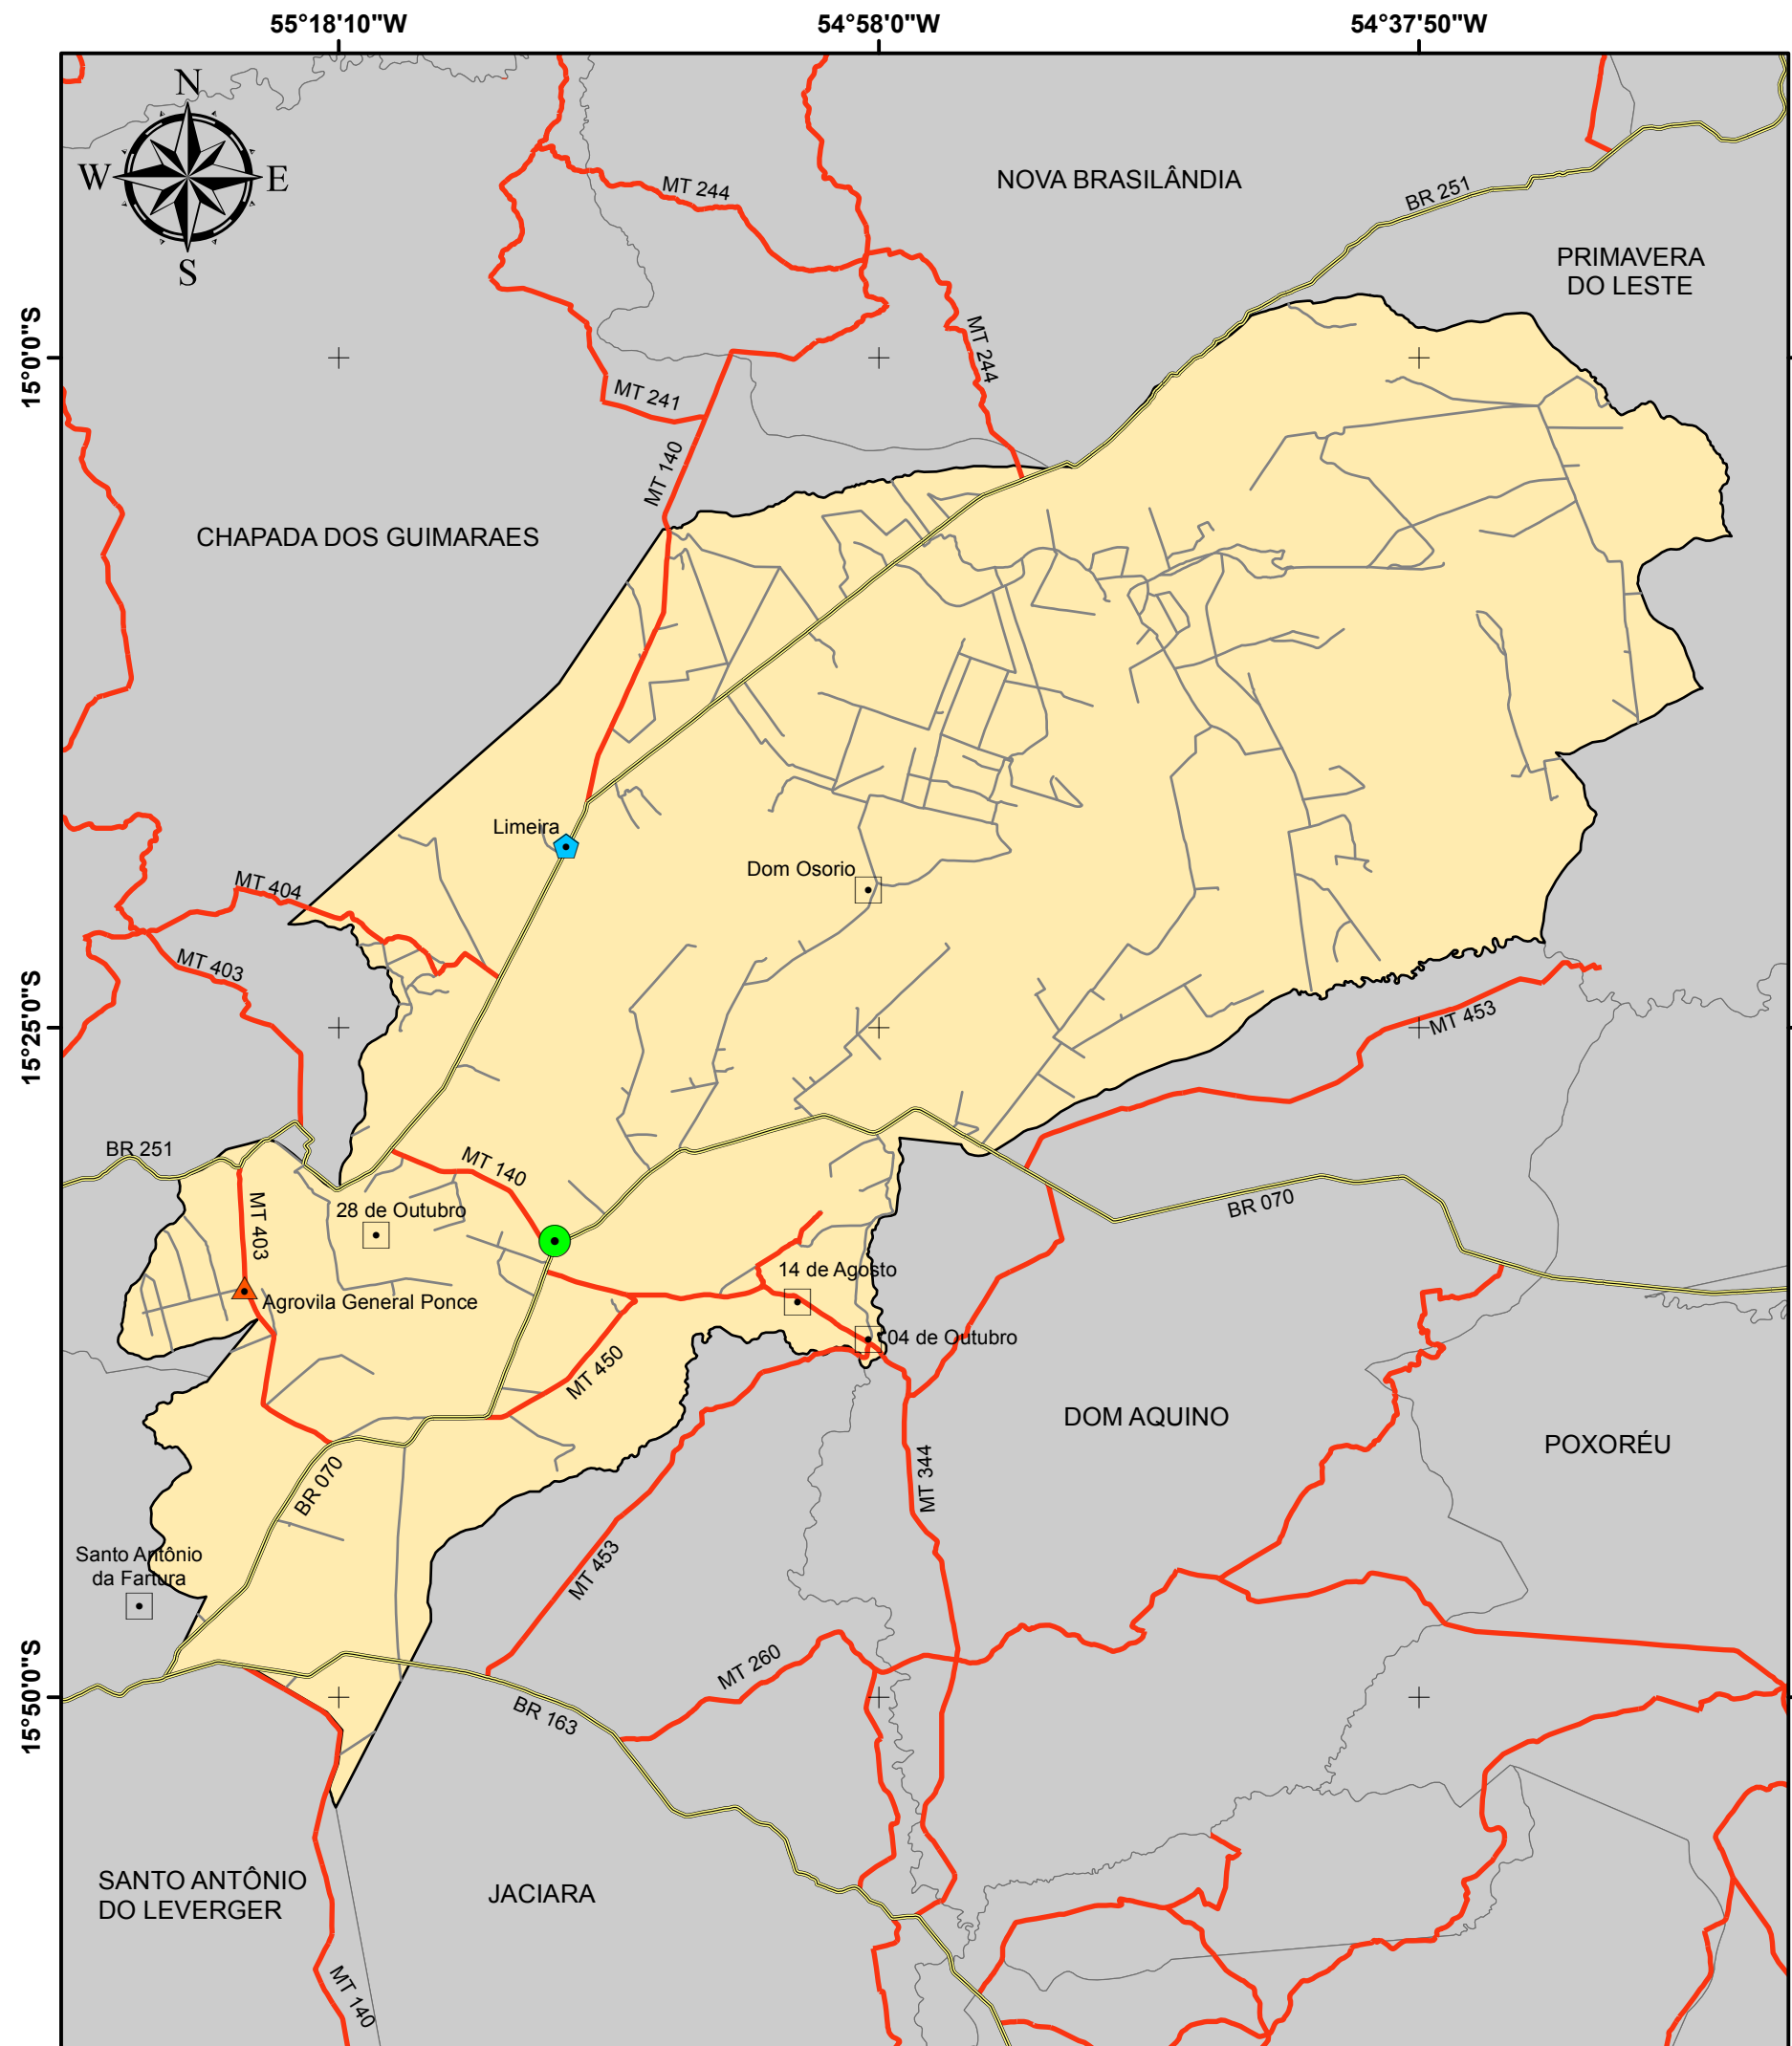 55°18'10"W
54°58'0"W
54°37'50"W
N
W
E
S
MT 244
NOVA BRASILÂNDIA
BR 251
PRIMAVERA
DO LESTE
15°0'0"S
MT 244
MT 241
MT 140
CHAPADA DOS GUIMARAES
Limeira
Dom Osorio
MT 404
MT 403
15°25'0"S
MT 453
BR 251
MT 140
MT 403
28 de Outubro
BR 070
14 de Agosto
Agrovila General Ponce
04 de Outubro
MT 450
DOM AQUINO
POXORÉU
BR 070
MT 344
Santo Antônio
da Fartura
MT 453
MT 260
15°50'0"S
BR 163
SANTO ANTÔNIO
DO LEVERGER
JACIARA
MT 140